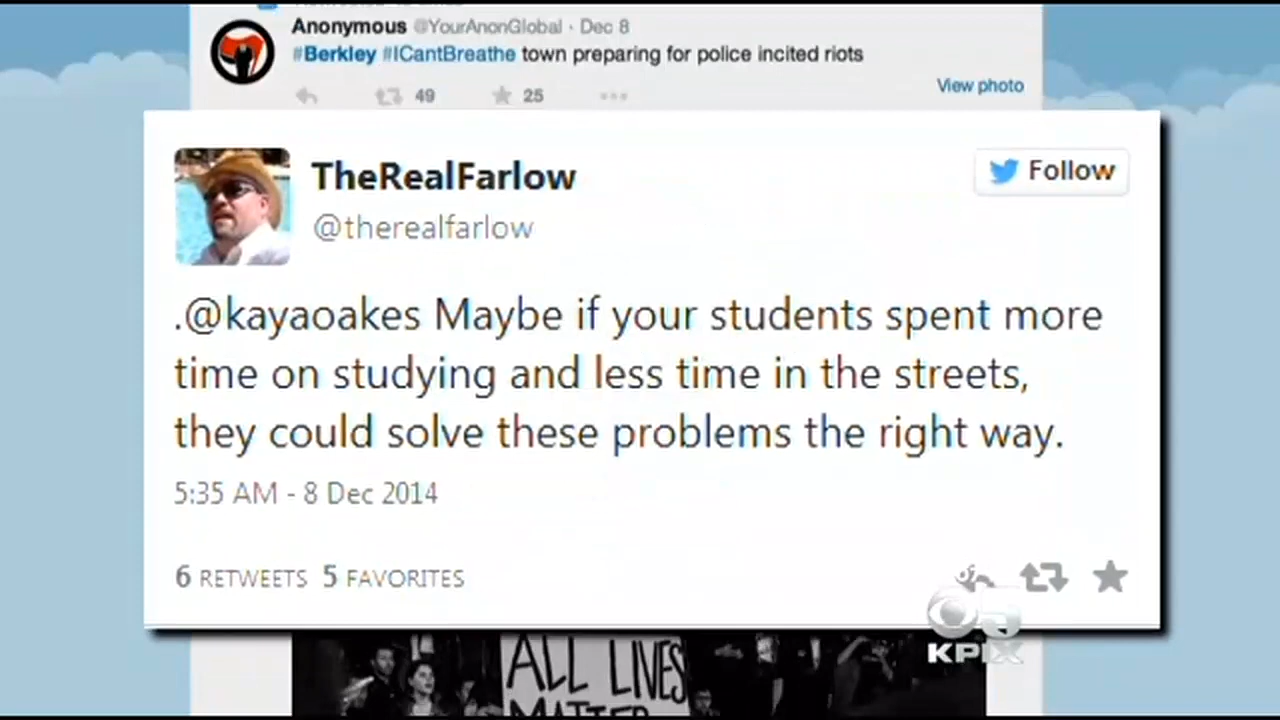 Anonymous @YourAnonGlobal · Dec 8
#Berkley #ICantBreathe town preparing for police incited riots
View photo
49 25
TheRealFarlow
Follow
@therealfarlow
.@kayaoakes Maybe if your students spent more
time on studying and less time in the streets,
they could solve these problems the right way.
5:35 AM - 8 Dec 2014
6 RETWEETS 5 FAVORITES
5
KPIX
ALL LIVES
MATTER